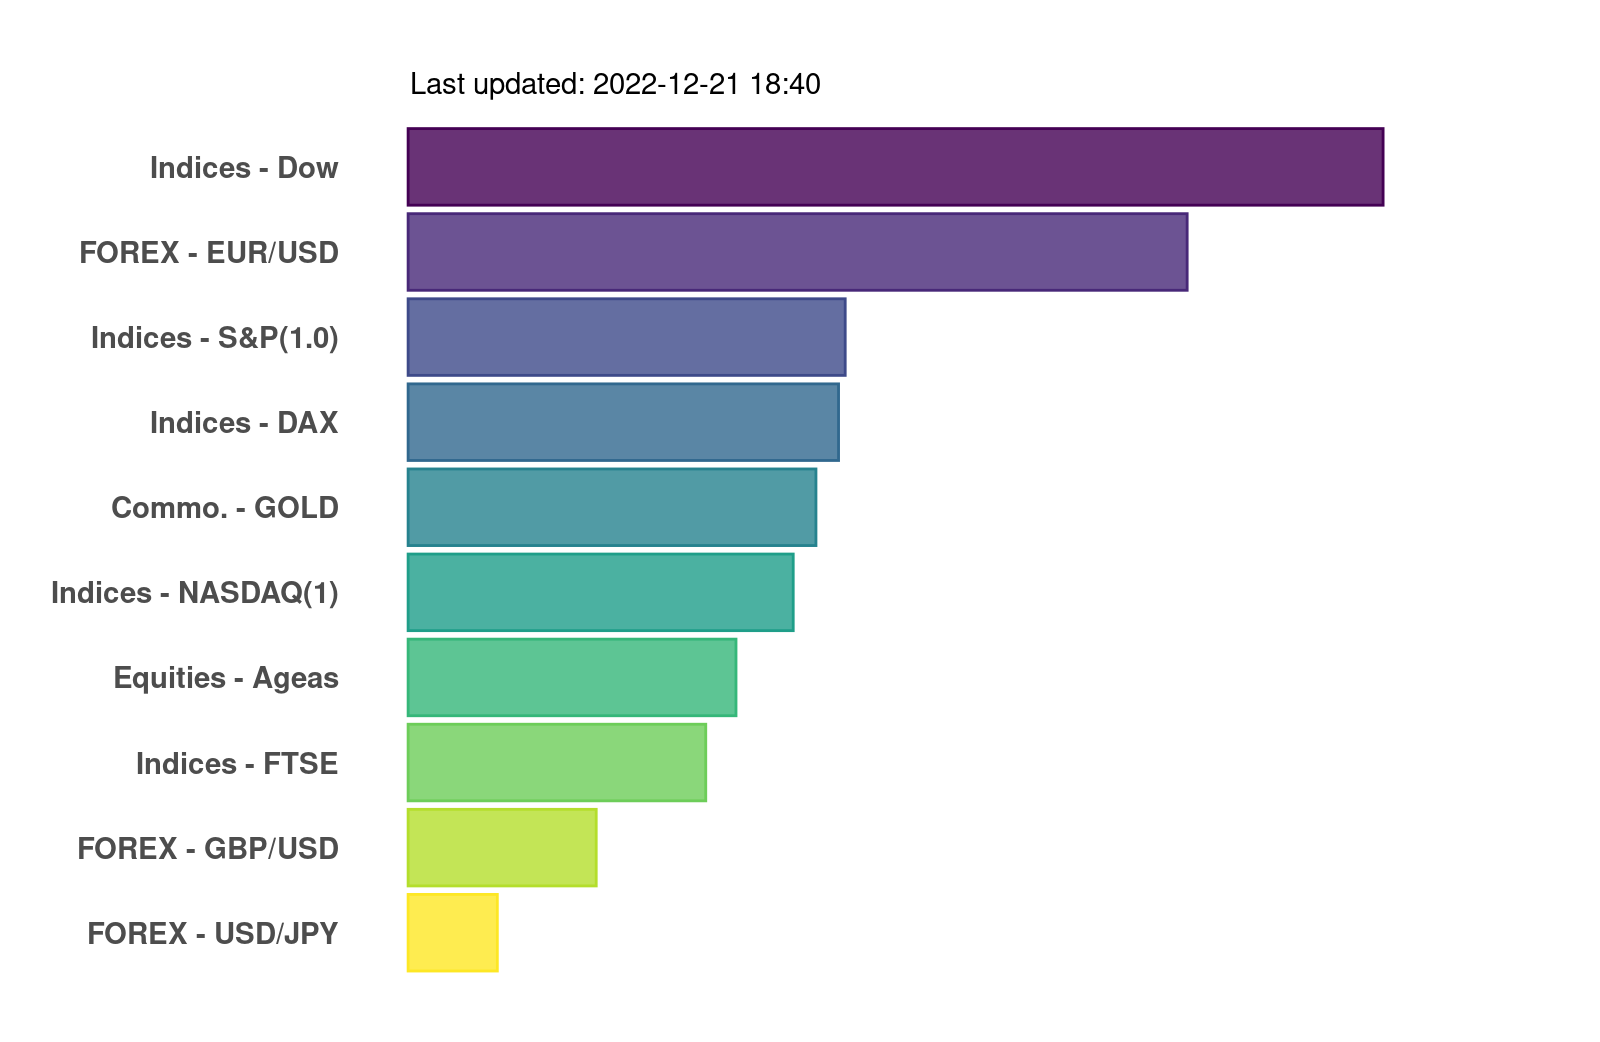 Last updated: 2022-12-21 18:40
Indices - Dow
FOREX - EUR/USD
Indices - S&P(1.0)
Indices - DAX
Commo. - GOLD
Indices - NASDAQ(1)
Equities - Ageas
Indices - FTSE
FOREX - GBP/USD
FOREX - USD/JPY